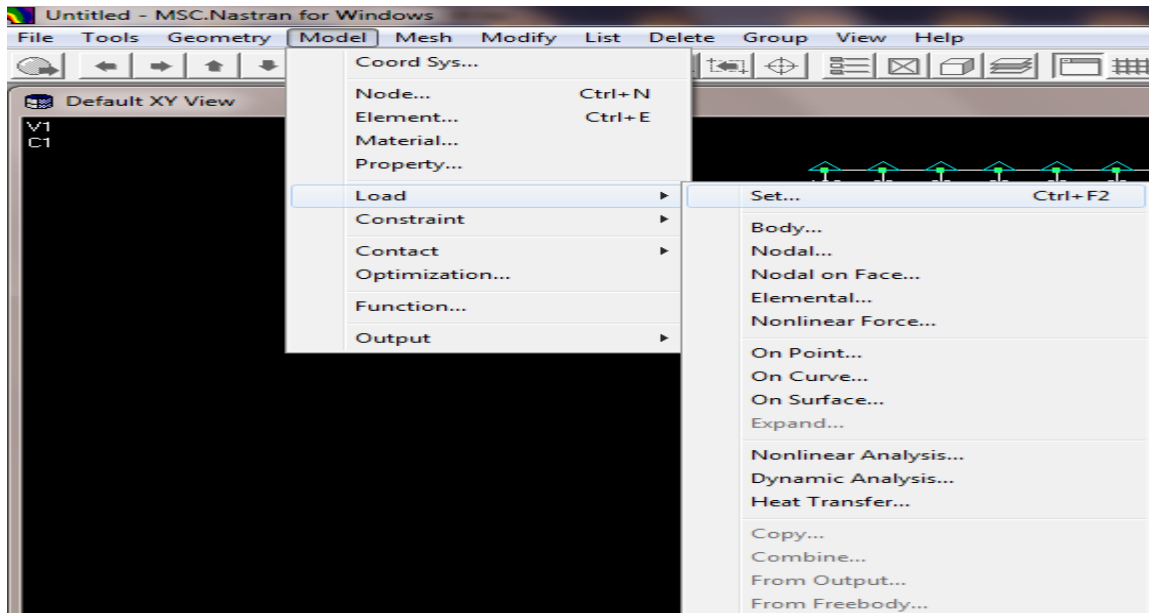 Untitled - MSC.Nastran for Windows
File Tools Geometry Model Mesh Modify List Delete Group View Help
Default XY View
V1
C1
Coord Sys...
Node... Ctrl+N
Element... Ctrl+E
Material...
Property...
Load
Constraint
Contact
Optimization...
Function...
Output
Set... Ctrl+F2
Body...
Nodal...
Nodal on Face...
Elemental...
Nonlinear Force...
On Point...
On Curve...
On Surface...
Expand...
Nonlinear Analysis...
Dynamic Analysis...
Heat Transfer...
Copy...
Combine...
From Output...
From Freebody...